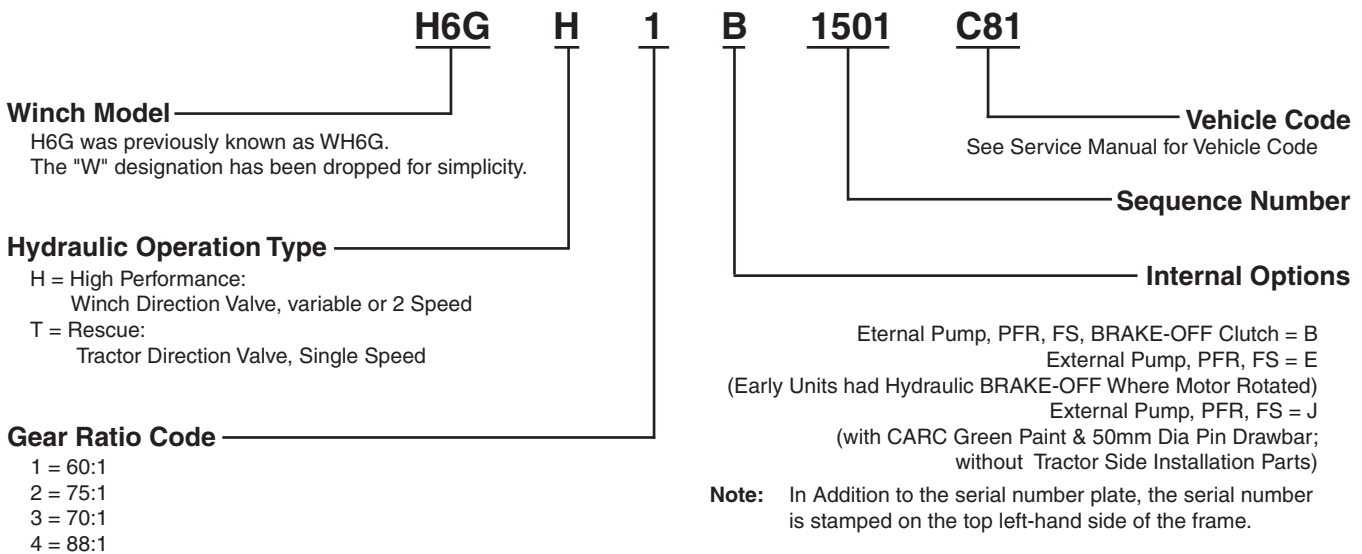 H6G H 1 B 1501 C81
Winch Model
H6G was previously known as WH6G.
The "W" designation has been dropped for simplicity.
Hydraulic Operation Type
H = High Performance:
Winch Direction Valve, variable or 2 Speed
T = Rescue:
Tractor Direction Valve, Single Speed
Gear Ratio Code
1 = 60:1
2 = 75:1
3 = 70:1
4 = 88:1
Vehicle Code
See Service Manual for Vehicle Code
Sequence Number
Internal Options
Eternal Pump, PFR, FS, BRAKE-OFF Clutch = B
External Pump, PFR, FS = E
(Early Units had Hydraulic BRAKE-OFF Where Motor Rotated)
External Pump, PFR, FS = J
(with CARC Green Paint & 50mm Dia Pin Drawbar;
without Tractor Side Installation Parts)
Note: In Addition to the serial number plate, the serial number
is stamped on the top left-hand side of the frame.